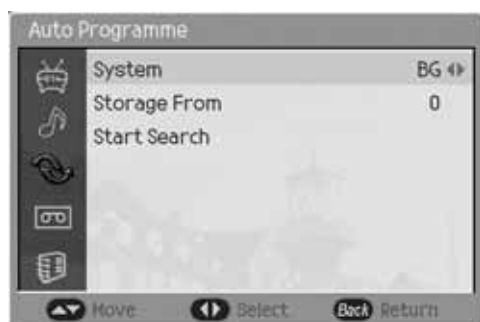 Auto Programme
System BG
Storage From 0
Start Search
Move Select Back Return